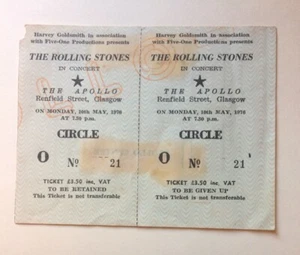 Harvey Goldsmith in association
with Five-One Productions presents
THE ROLLING STONES
IN CONCERT
THE APOLLO
Renfield Street, Glasgow
ON MONDAY, 10th MAY, 1976
AT 7.30 p.m.
CIRCLE
O No 21
TICKET £3.50 inc. VAT
TO BE RETAINED
This Ticket is not transferable
Harvey Goldsmith in association
with Five-One Productions presents
THE ROLLING STONES
IN CONCERT
THE APOLLO
Renfield Street, Glasgow
ON MONDAY, 10th MAY, 1976
AT 7.30 p.m.
CIRCLE
O No 21
TICKET £3.50 inc. VAT
TO BE GIVEN UP
This Ticket is not transferable